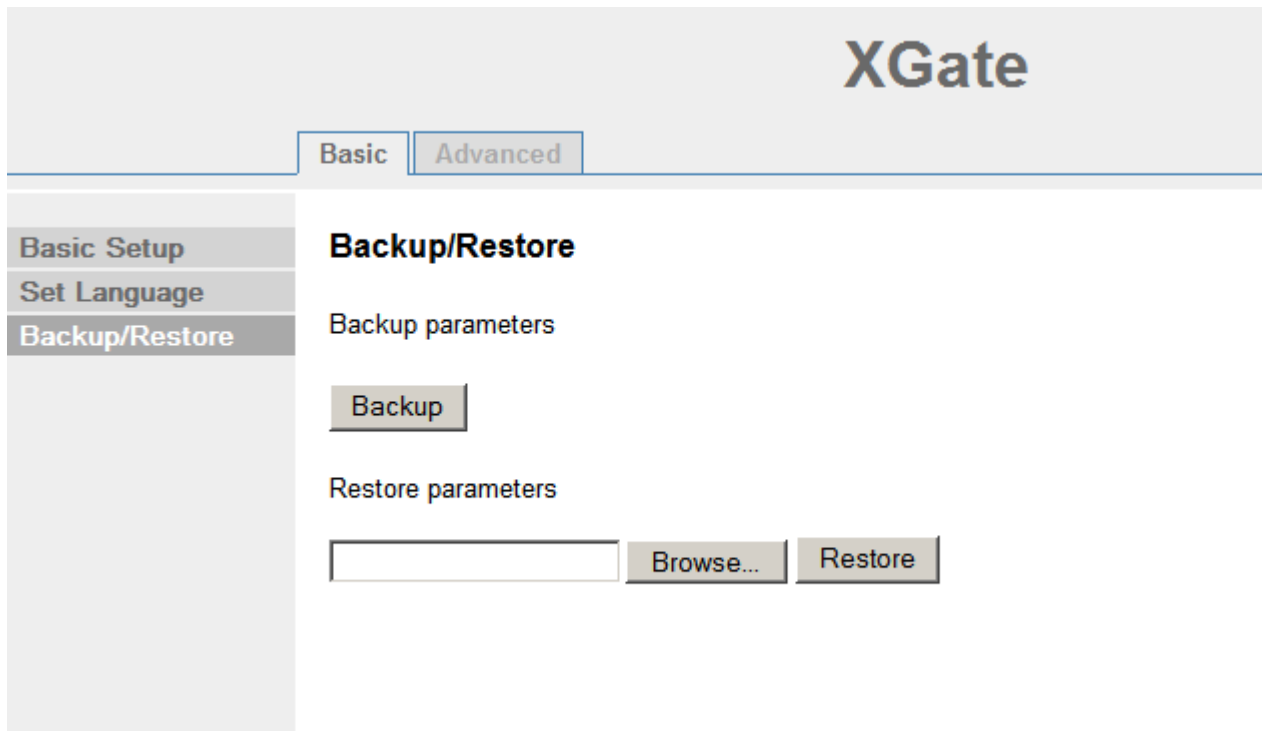 XGate
Basic Advanced
Basic Setup
Set Language
Backup/Restore
Backup/Restore
Backup parameters
Backup
Restore parameters
Browse... Restore